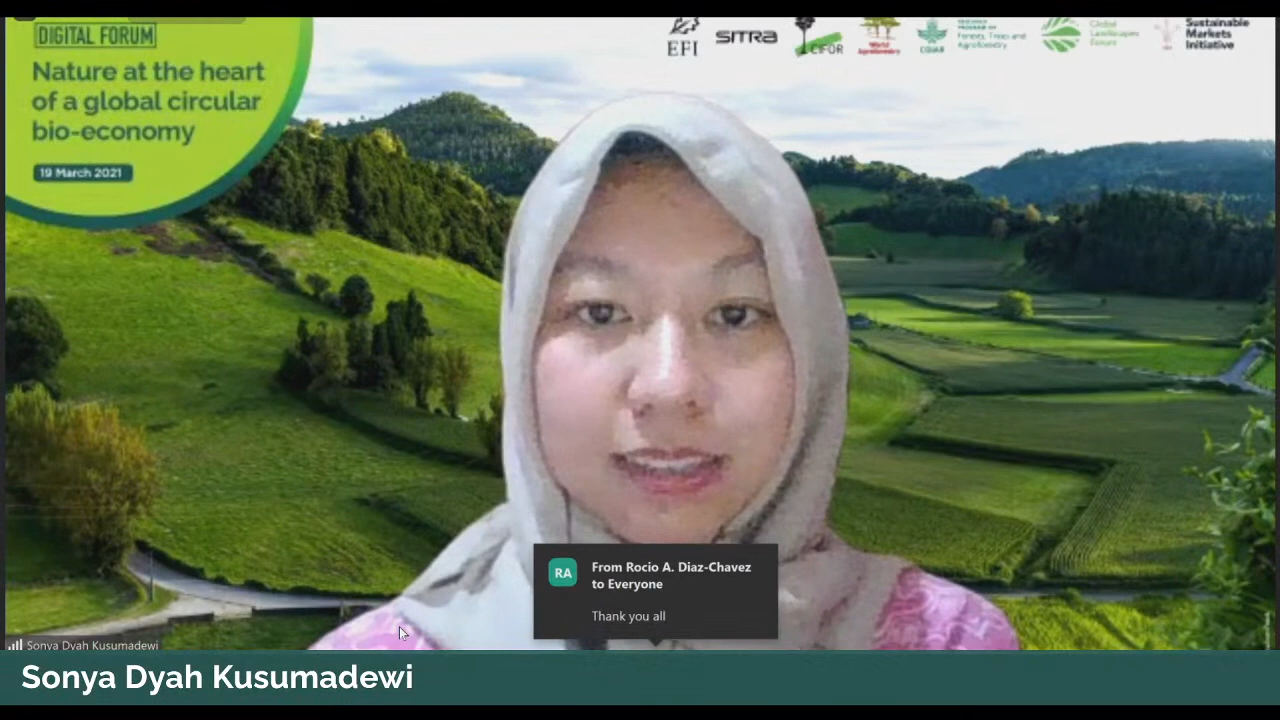 DIGITAL FORUM
Nature at the heart
of a global circular
bio-economy
19 March 2021
EFI
SITRA
CIFOR
World
Agroforestry
CGIAR
Forests, Trees and
Agroforestry
Global
Landscapes
Forum
Sustainable
Markets
Initiative
RA
From Rocio A. Diaz-Chavez
to Everyone
Thank you all
Sonya Dyah Kusumadewi
Sonya Dyah Kusumadewi